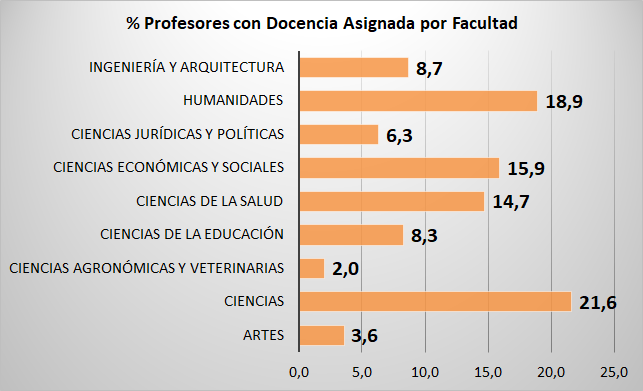 % Profesores con Docencia Asignada por Facultad
INGENIERÍA Y ARQUITECTURA 8,7
HUMANIDADES 18,9
CIENCIAS JURÍDICAS Y POLÍTICAS 6,3
CIENCIAS ECONÓMICAS Y SOCIALES 15,9
CIENCIAS DE LA SALUD 14,7
CIENCIAS DE LA EDUCACIÓN 8,3
CIENCIAS AGRONÓMICAS Y VETERINARIAS 2,0
CIENCIAS 21,6
ARTES 3,6
0,0 5,0 10,0 15,0 20,0 25,0